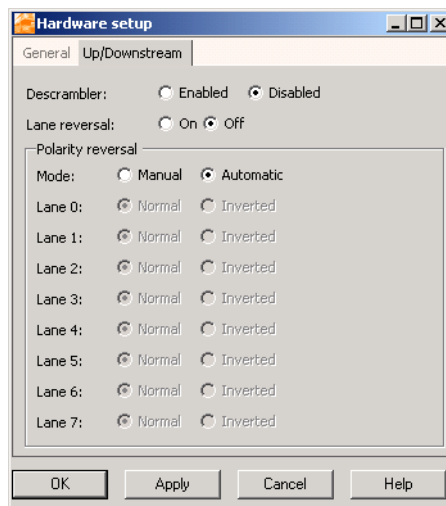 Hardware setup
General Up/Downstream
Descrambler: Enabled Disabled
Lane reversal: On Off
Polarity reversal
Mode: Manual Automatic
Lane 0: Normal Inverted
Lane 1: Normal Inverted
Lane 2: Normal Inverted
Lane 3: Normal Inverted
Lane 4: Normal Inverted
Lane 5: Normal Inverted
Lane 6: Normal Inverted
Lane 7: Normal Inverted
OK Apply Cancel Help